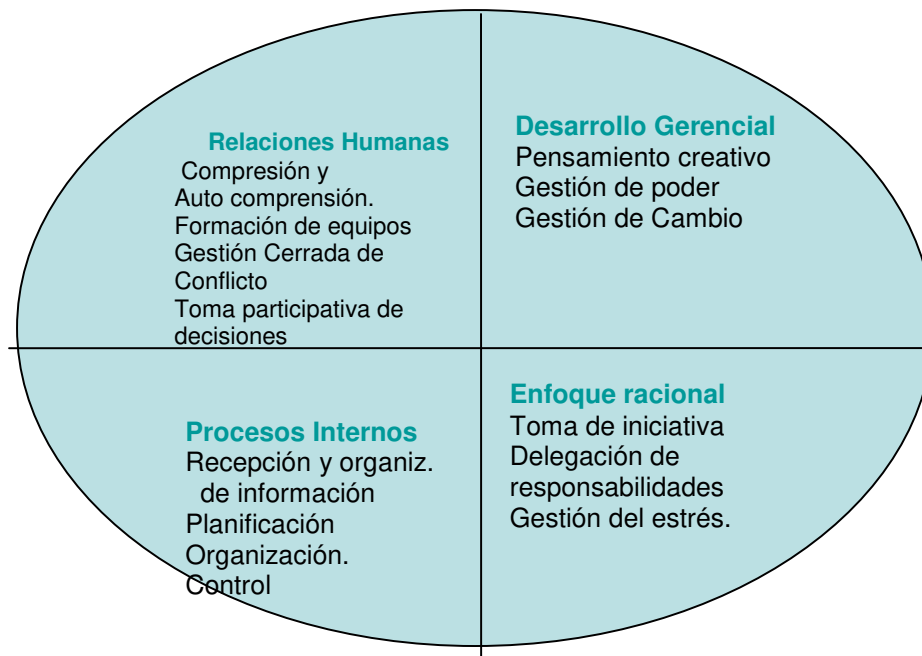 Relaciones Humanas
Compresión y
Auto comprensión.
Formación de equipos
Gestión Cerrada de
Conflicto
Toma participativa de
decisiones
Desarrollo Gerencial
Pensamiento creativo
Gestión de poder
Gestión de Cambio
Procesos Internos
Recepción y organiz.
de información
Planificación
Organización.
Control
Enfoque racional
Toma de iniciativa
Delegación de
responsabilidades
Gestión del estrés.